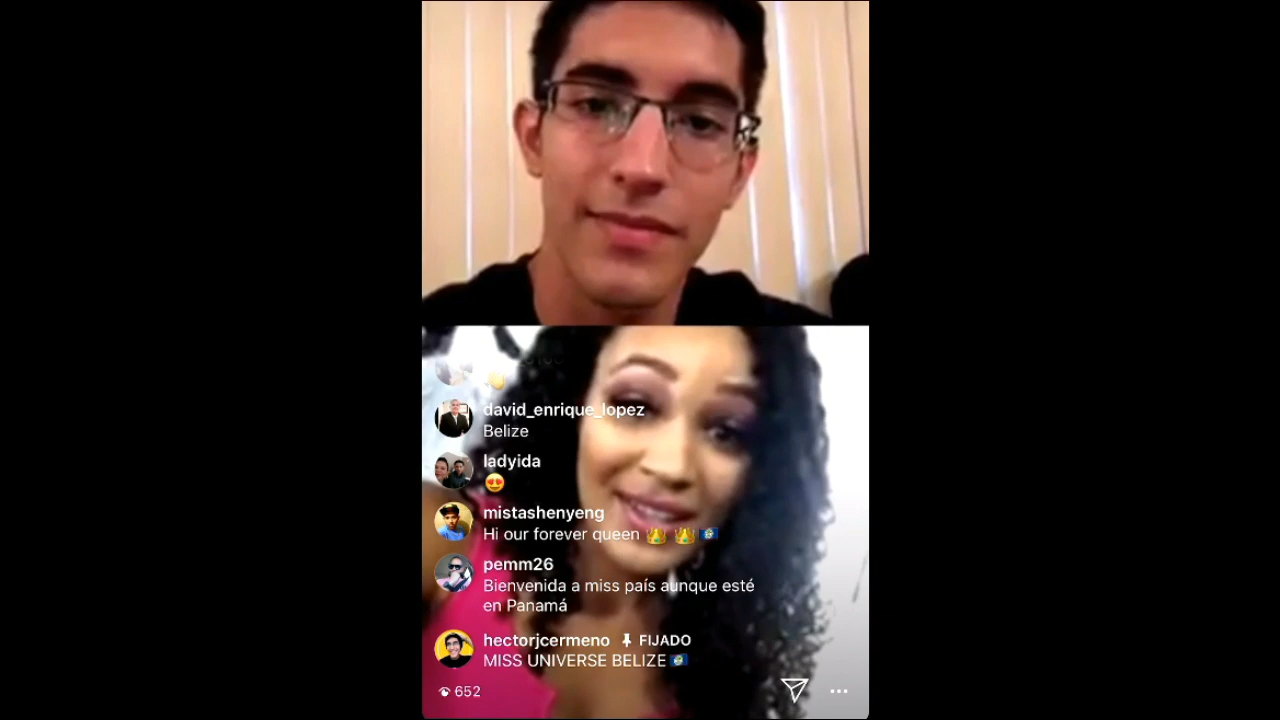 david_enrique_lopez
Belize
ladyida
😍
mistashenyeng
Hi our forever queen 👑 👑 🇧🇿
pemm26
Bienvenida a miss país aunque esté
en Panamá
hectorjcermeno FIJADO
MISS UNIVERSE BELIZE 🇧🇿
652